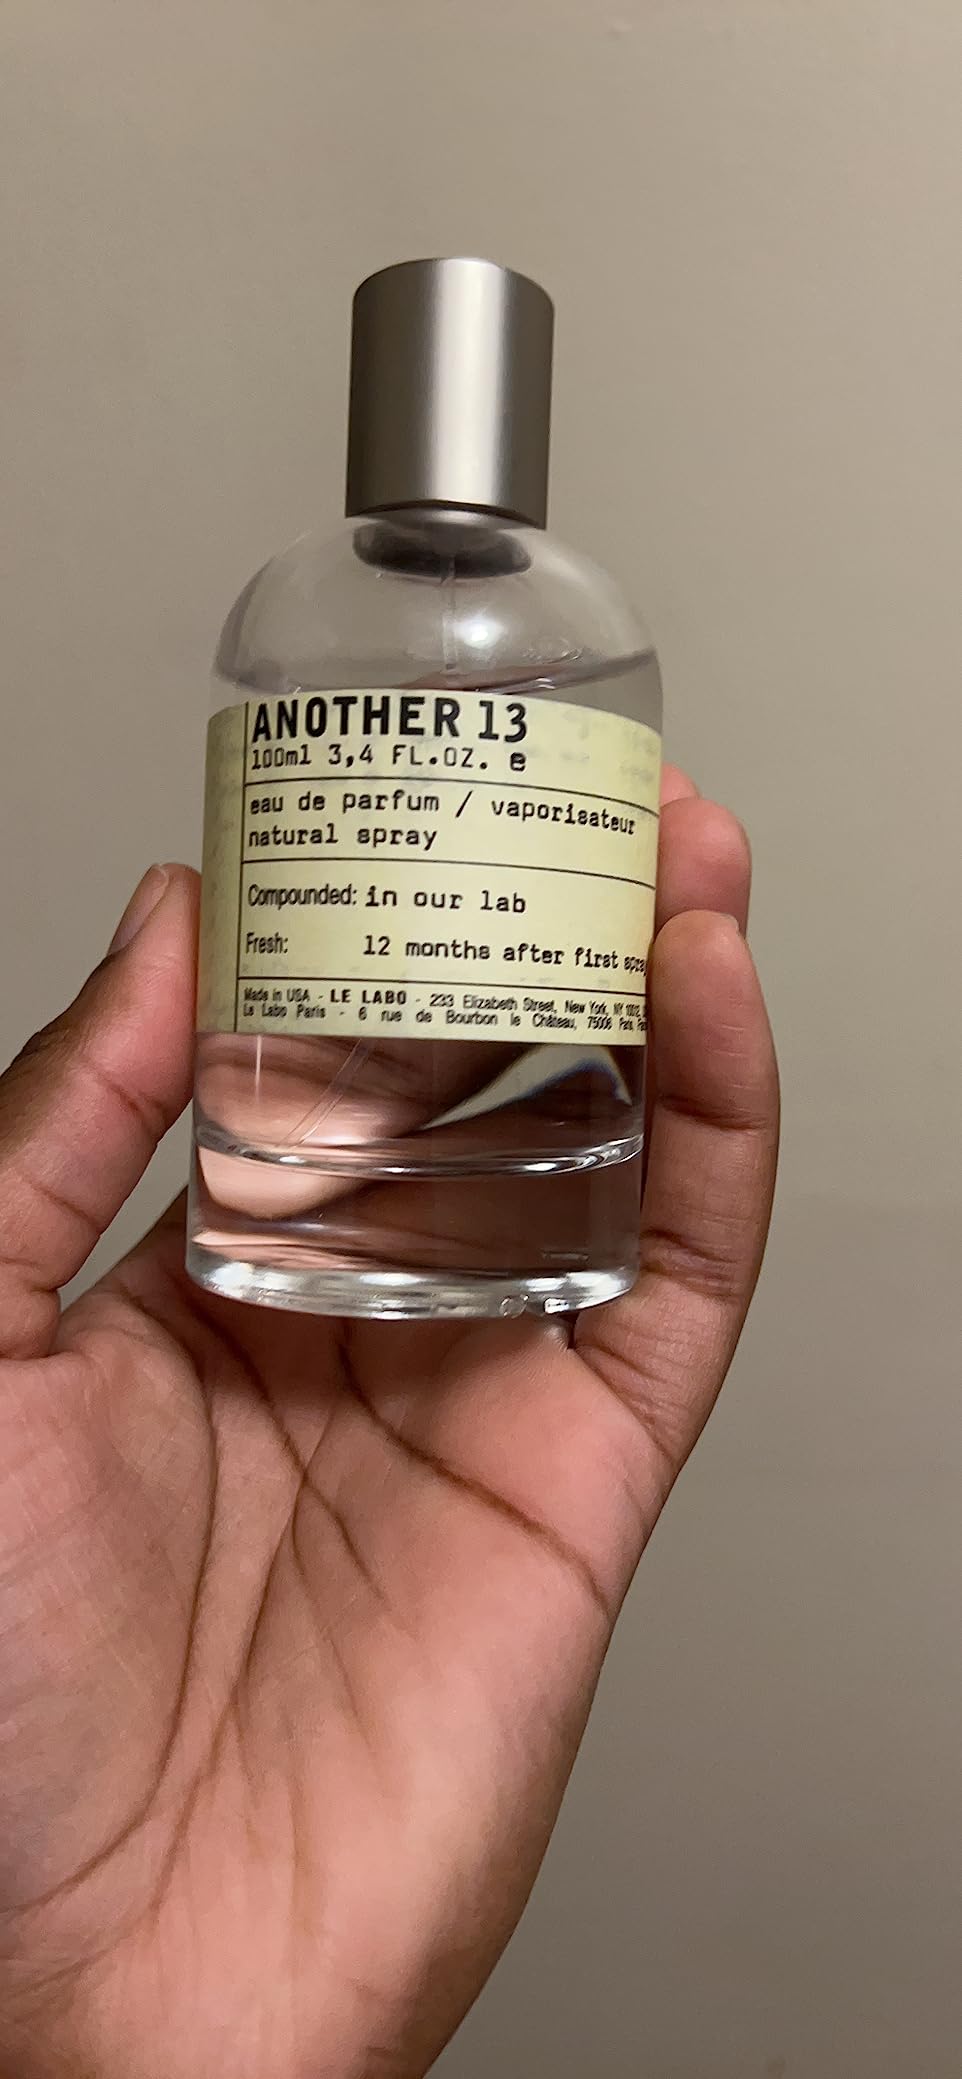 ANOTHER 13
100ml 3,4 FL.OZ. e
eau de parfum / vaporisateur
natural spray
Compounded: in our lab
Fresh: 12 months after first spray
Made in USA - LE LABO - 233 Elizabeth Street, New York, NY
Le Labo Paris - 6 rue de Bourbon le Château, 75006 Paris,